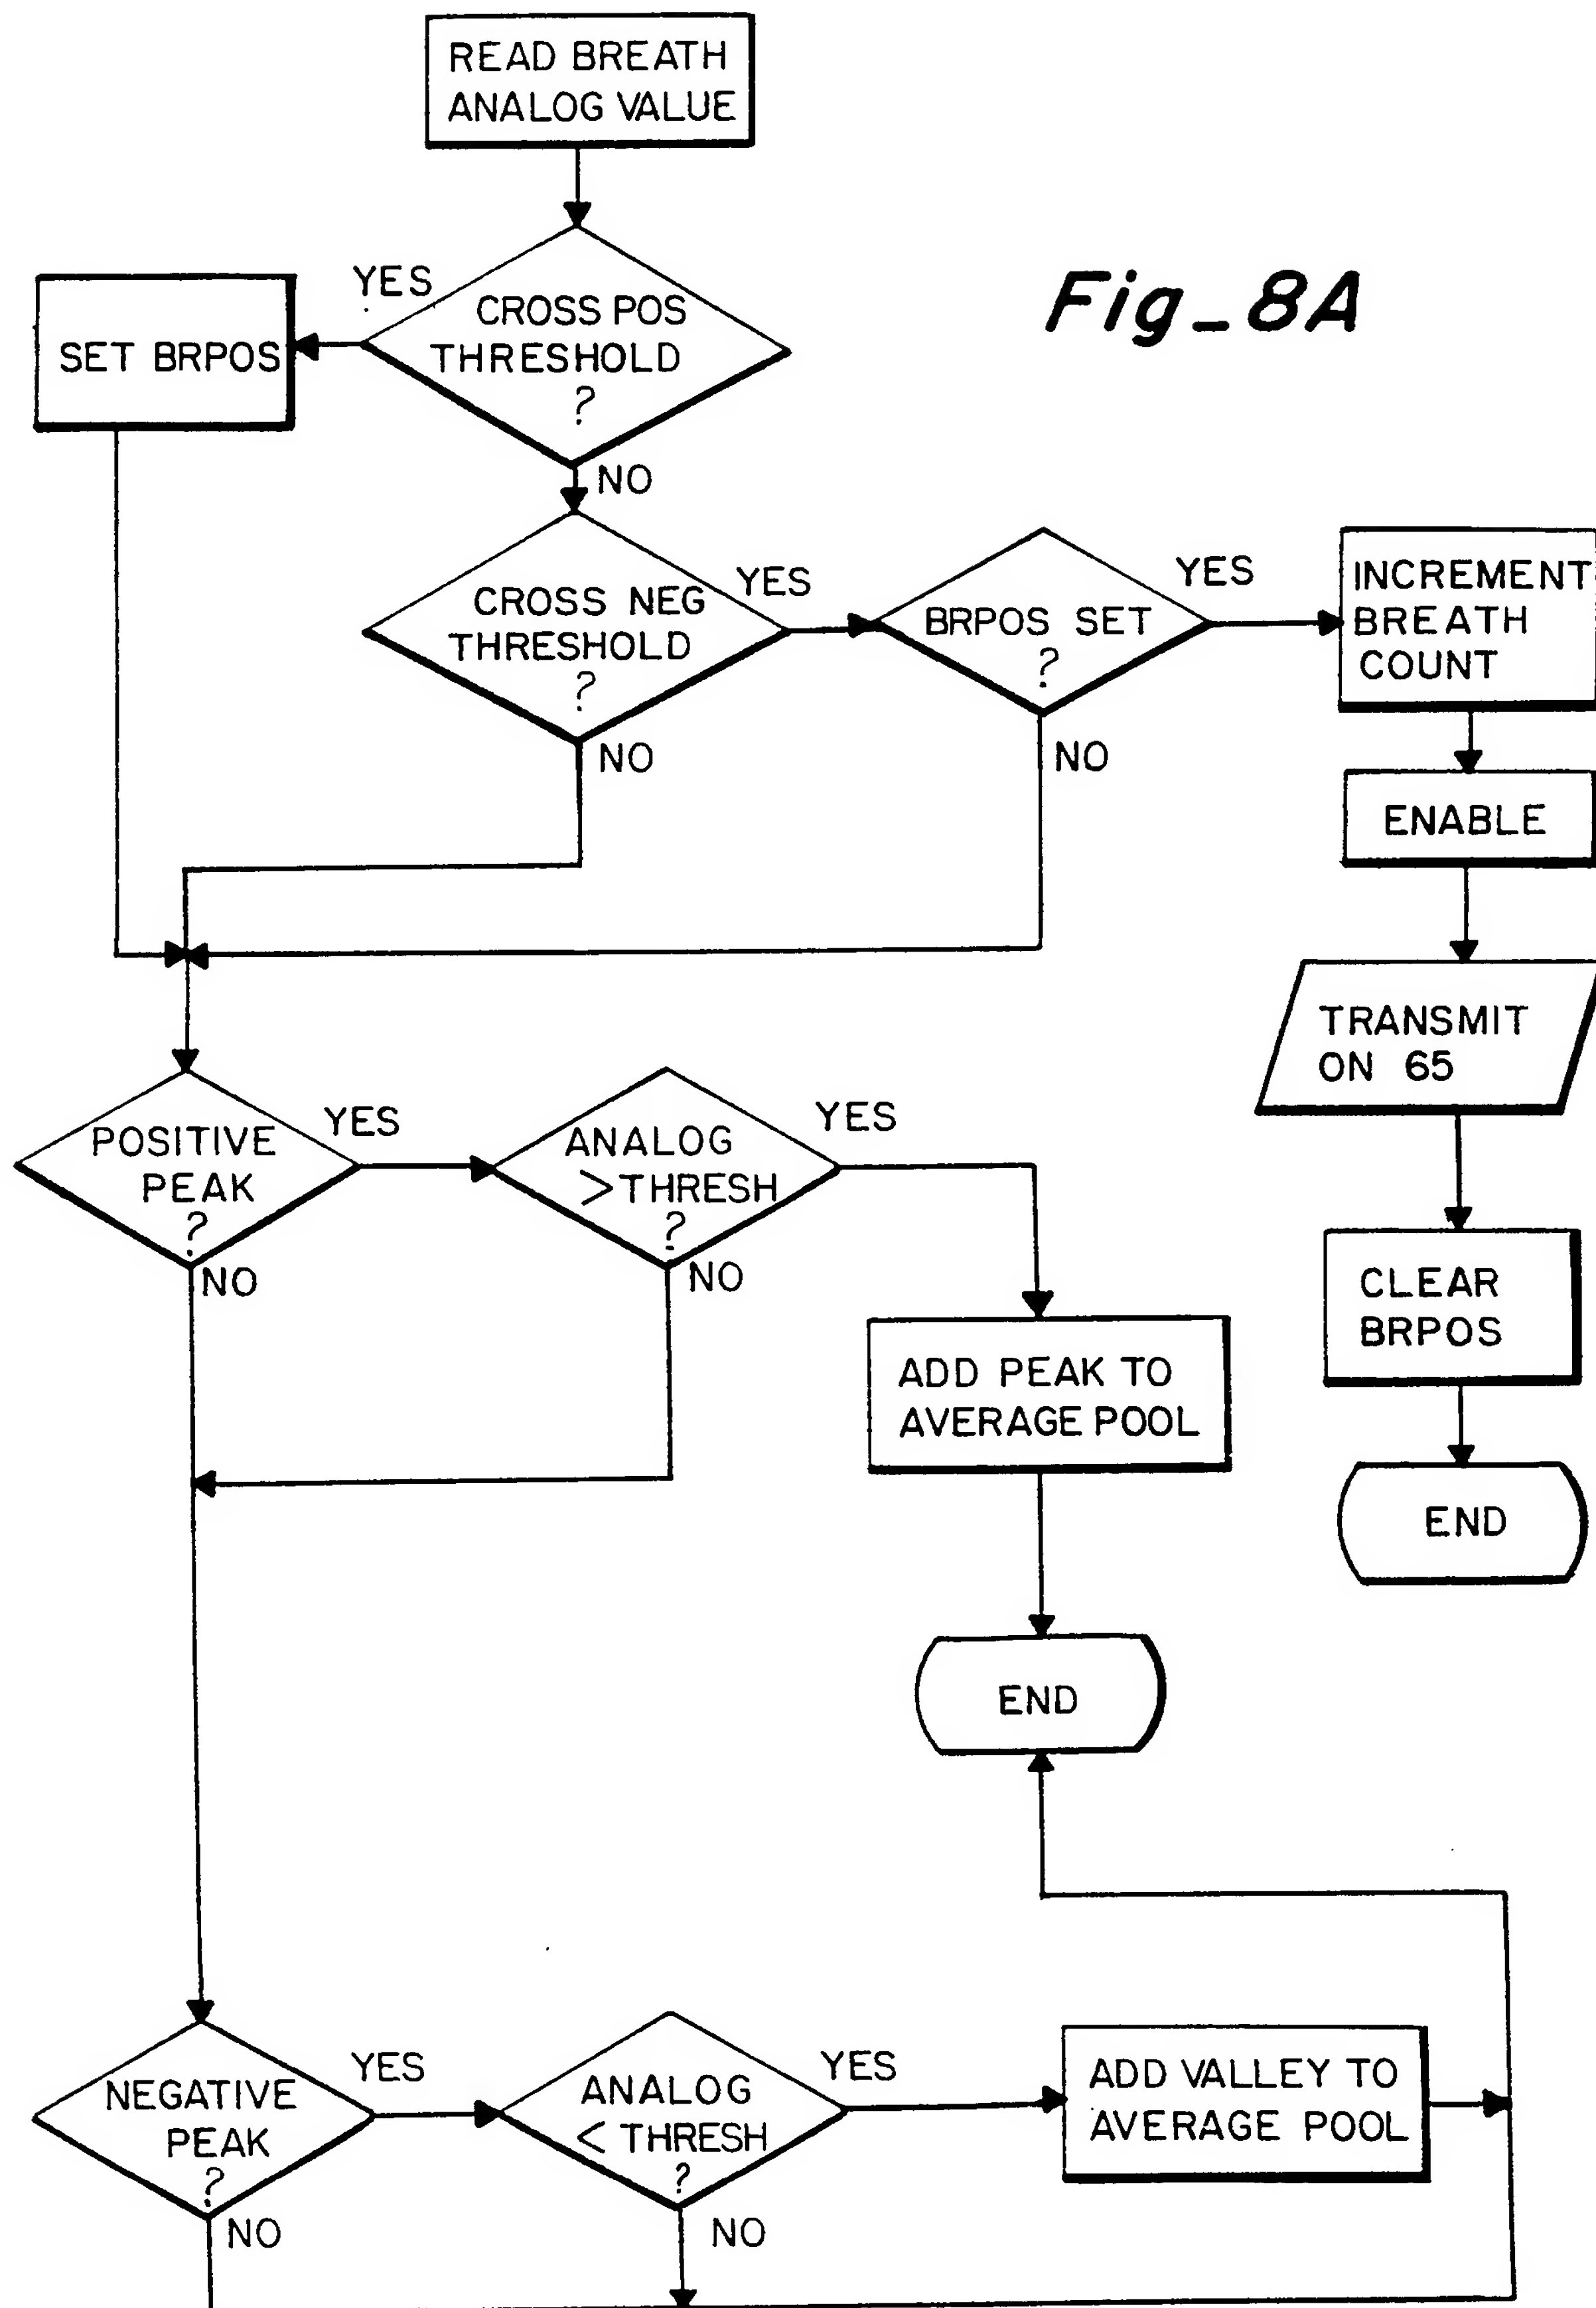 READ BREATH
ANALOG VALUE
Fig_8A
YES
CROSS POS
THRESHOLD
?
SET BRPOS
NO
CROSS NEG
THRESHOLD
?
YES
BRPOS SET
?
YES
INCREMENT
BREATH
COUNT
NO
NO
ENABLE
TRANSMIT
ON 65
POSITIVE
PEAK
?
YES
ANALOG
>THRESH
?
YES
NO
NO
CLEAR
BRPOS
ADD PEAK TO
AVERAGE POOL
END
END
NEGATIVE
PEAK
?
YES
ANALOG
< THRESH
?
YES
ADD VALLEY TO
AVERAGE POOL
NO
NO